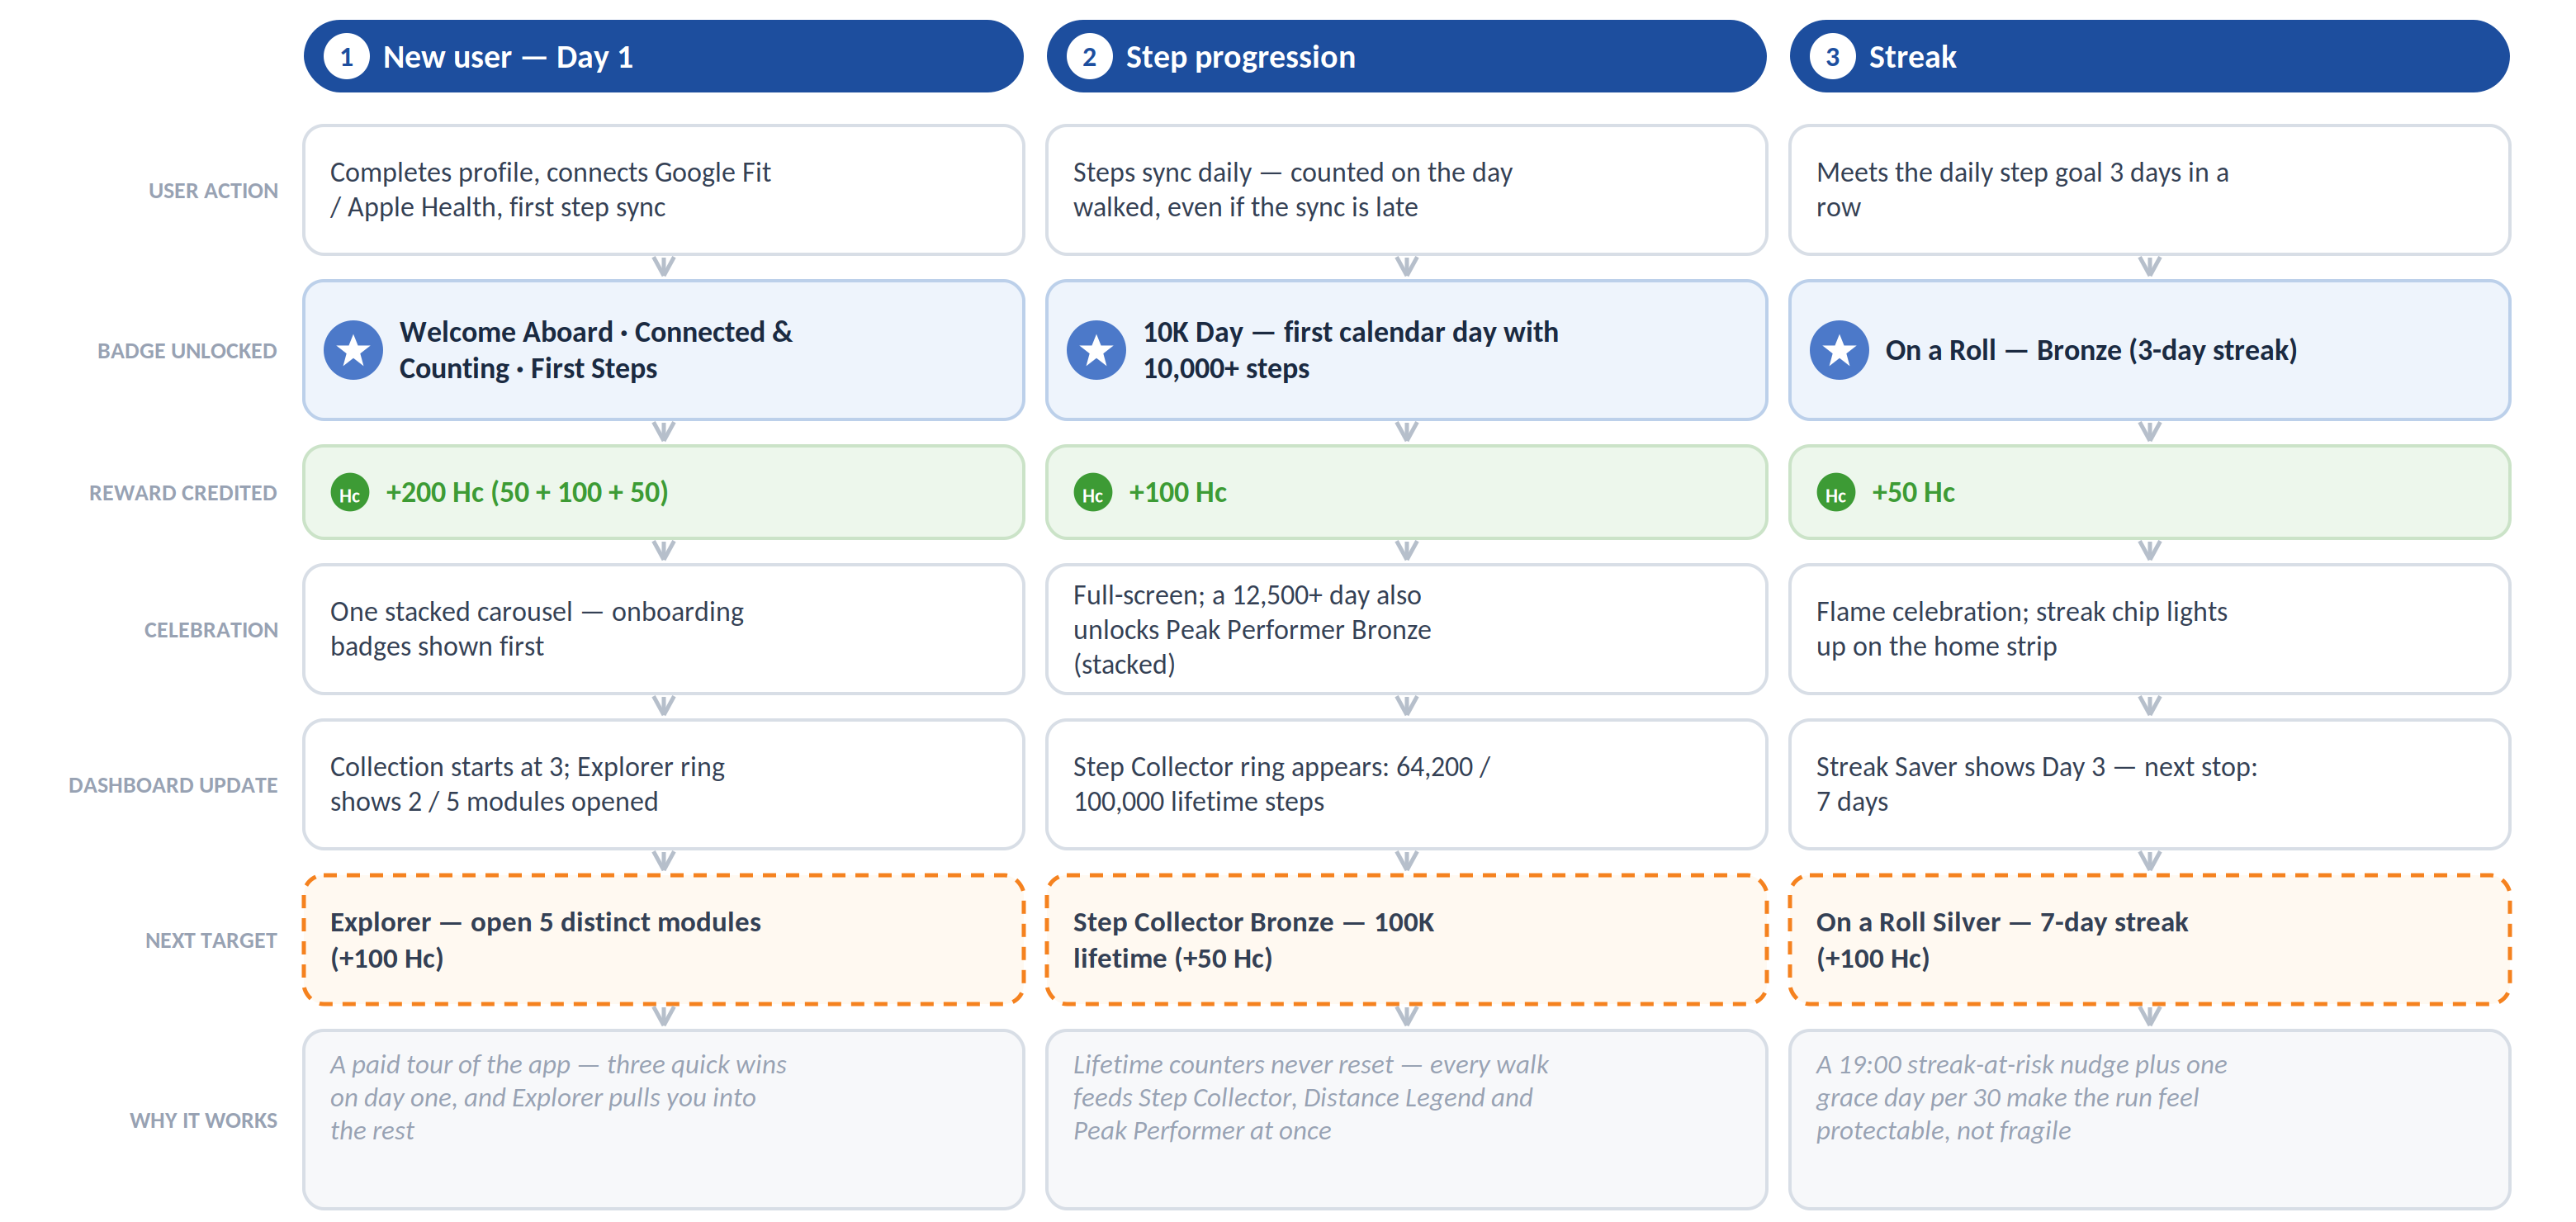 1 New user — Day 1
2 Step progression
3 Streak
USER ACTION
Completes profile, connects Google Fit
/ Apple Health, first step sync
Steps sync daily — counted on the day
walked, even if the sync is late
Meets the daily step goal 3 days in a
row
BADGE UNLOCKED
Welcome Aboard · Connected &
Counting · First Steps
10K Day — first calendar day with
10,000+ steps
On a Roll — Bronze (3-day streak)
REWARD CREDITED
Hc +200 Hc (50 + 100 + 50)
Hc +100 Hc
Hc +50 Hc
CELEBRATION
One stacked carousel — onboarding
badges shown first
Full-screen; a 12,500+ day also
unlocks Peak Performer Bronze
(stacked)
Flame celebration; streak chip lights
up on the home strip
DASHBOARD UPDATE
Collection starts at 3; Explorer ring
shows 2 / 5 modules opened
Step Collector ring appears: 64,200 /
100,000 lifetime steps
Streak Saver shows Day 3 — next stop:
7 days
NEXT TARGET
Explorer — open 5 distinct modules
(+100 Hc)
Step Collector Bronze — 100K
lifetime (+50 Hc)
On a Roll Silver — 7-day streak
(+100 Hc)
WHY IT WORKS
A paid tour of the app — three quick wins
on day one, and Explorer pulls you into
the rest
Lifetime counters never reset — every walk
feeds Step Collector, Distance Legend and
Peak Performer at once
A 19:00 streak-at-risk nudge plus one
grace day per 30 make the run feel
protectable, not fragile